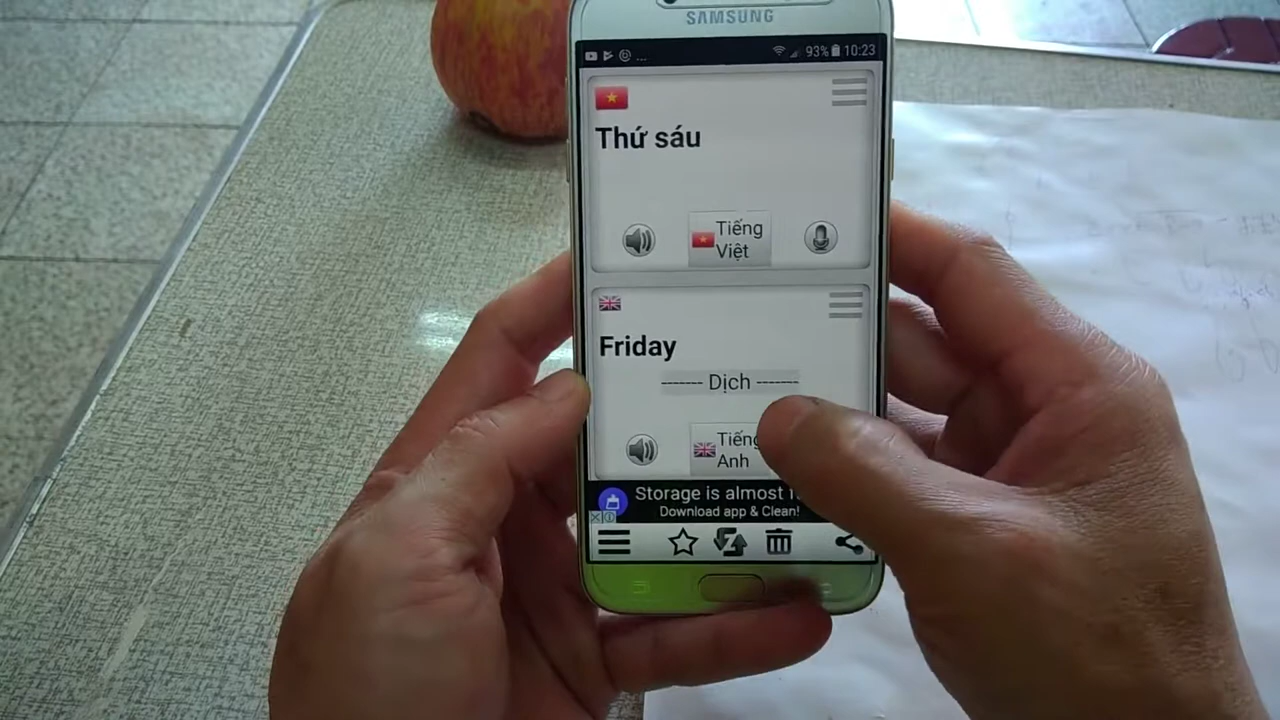 SAMSUNG
... 93% 10:23
Thứ sáu
Tiếng
Việt
Friday
------- Dịch -------
Tiếng
Anh
Storage is almost
Download app & Clean!